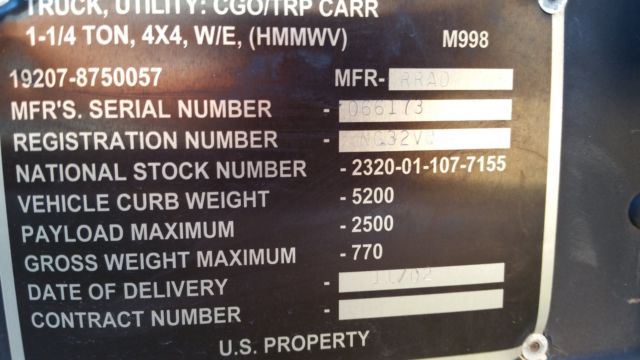 TRUCK, UTILITY: CGO/TRP CARR
1-1/4 TON, 4X4, W/E, (HMMWV) M998
19207-8750057 MFR- RRAD
MFR'S. SERIAL NUMBER - 066173
REGISTRATION NUMBER -
NATIONAL STOCK NUMBER - 2320-01-107-7155
VEHICLE CURB WEIGHT - 5200
PAYLOAD MAXIMUM - 2500
GROSS WEIGHT MAXIMUM - 770
DATE OF DELIVERY -
CONTRACT NUMBER -
U.S. PROPERTY